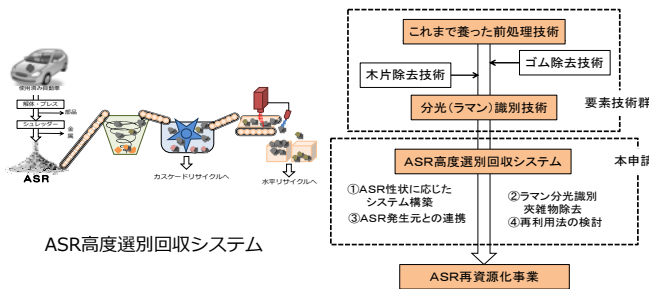 使用済み自動車
解体・プレス
部品
シュレッダー
金属
ASR
カスケードリサイクルへ
水平リサイクルへ
ASR高度選別回収システム
これまで養った前処理技術
木片除去技術
ゴム除去技術
分光(ラマン)識別技術
要素技術群
ASR高度選別回収システム
本申請
①ASR性状に応じた
システム構築
③ASR発生元との連携
②ラマン分光識別
夾雑物除去
④再利用法の検討
ASR再資源化事業